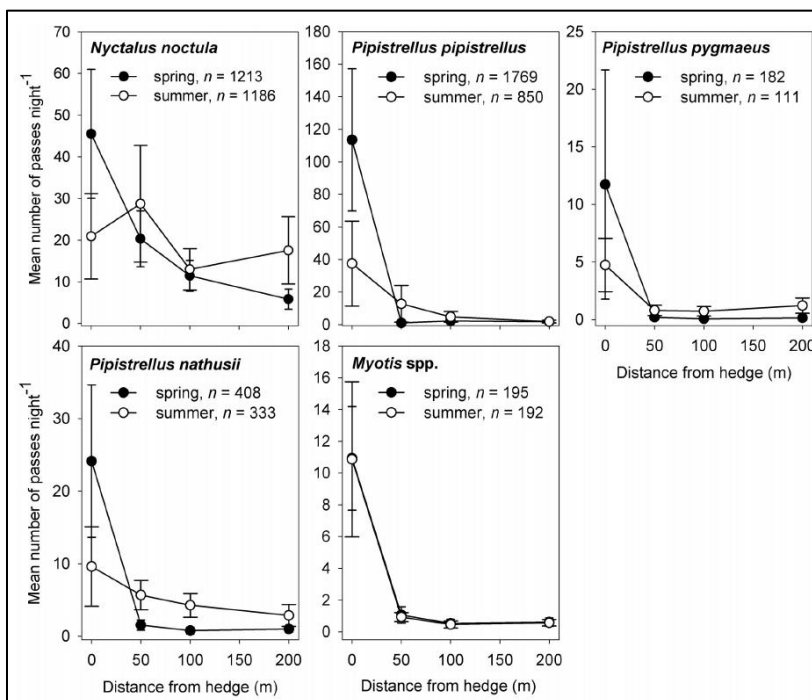 Nyctalus noctula
spring, n = 1213
summer, n = 1186
70
60
50
40
30
20
10
0
Mean number of passes night⁻¹
Pipistrellus pipistrellus
spring, n = 1769
summer, n = 850
180
160
140
120
100
80
60
40
20
0
Pipistrellus pygmaeus
spring, n = 182
summer, n = 111
25
20
15
10
5
0
0 50 100 150 200
Distance from hedge (m)
Pipistrellus nathusii
spring, n = 408
summer, n = 333
40
30
20
10
0
Mean number of passes night⁻¹
0 50 100 150 200
Distance from hedge (m)
Myotis spp.
spring, n = 195
summer, n = 192
18
16
14
12
10
8
6
4
2
0
0 50 100 150 200
Distance from hedge (m)